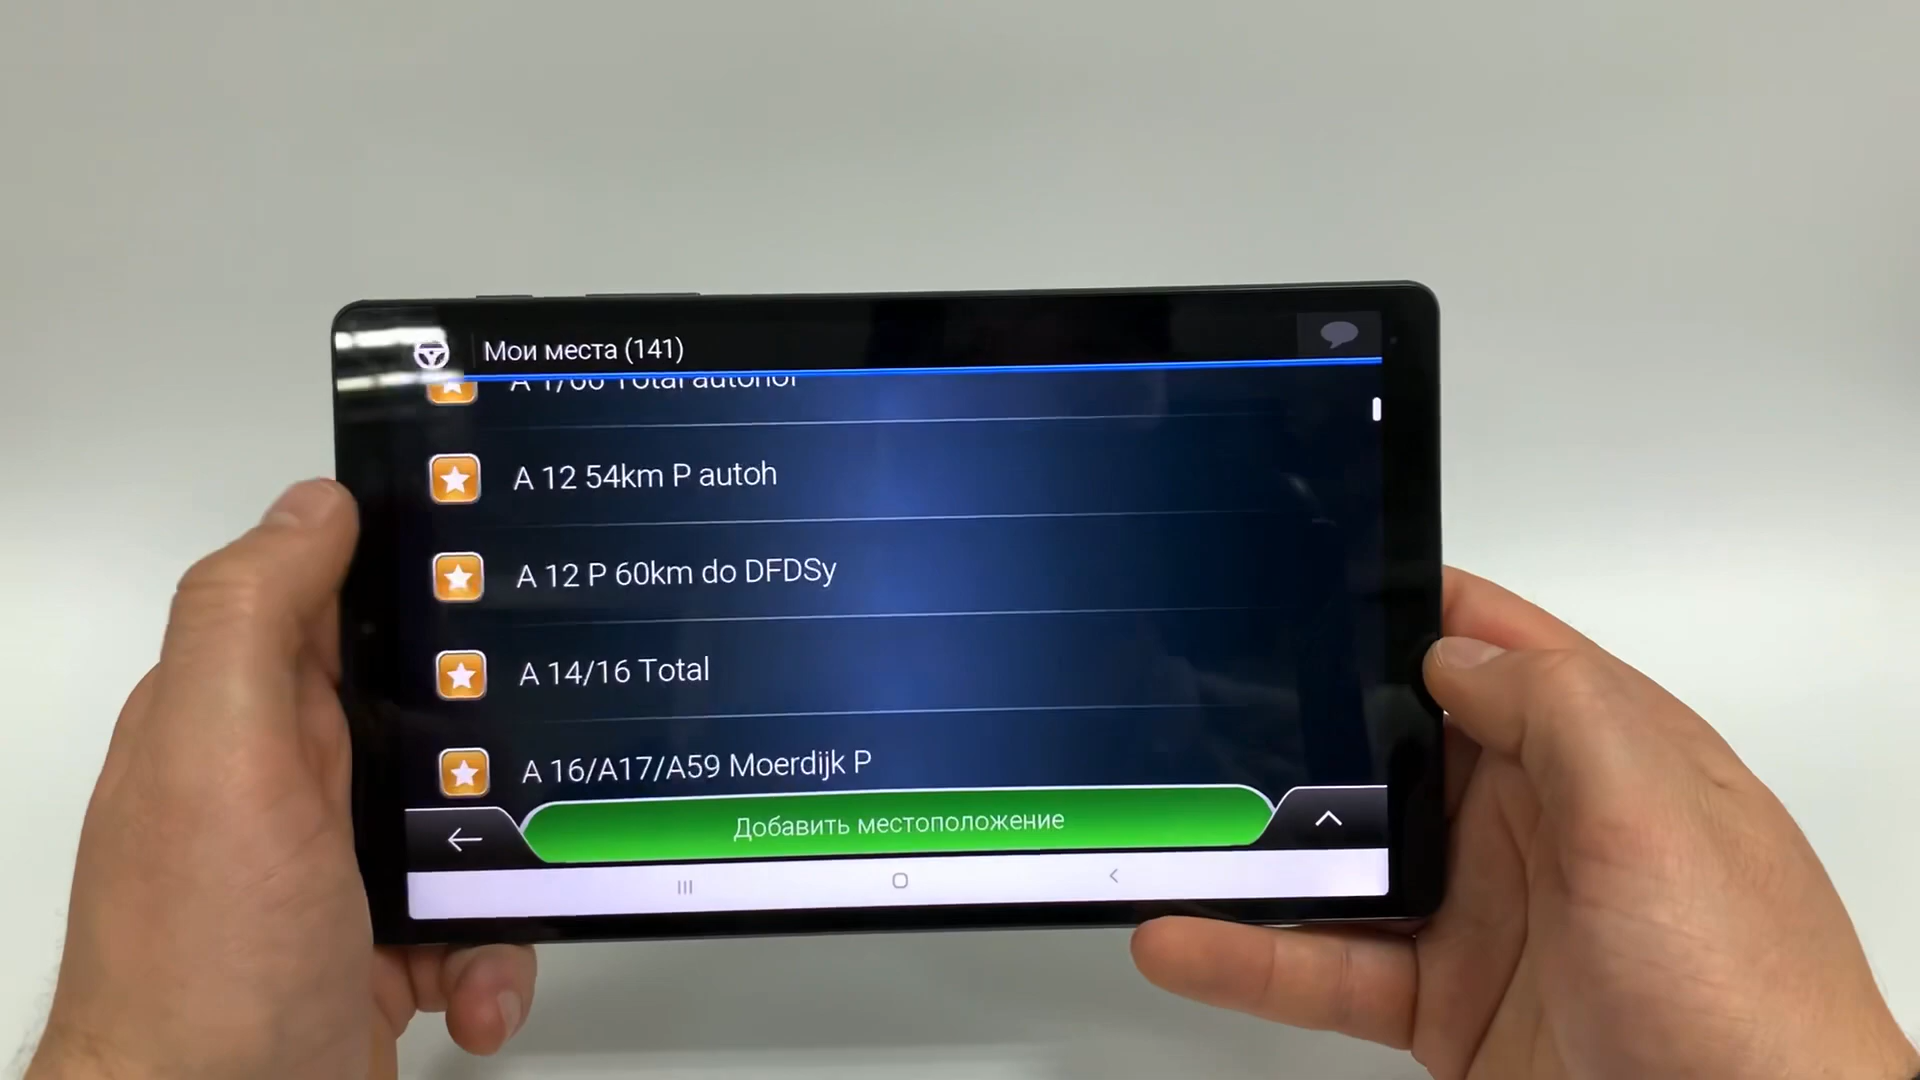 Мои места (141)
Total
A 12 54km P autoh
A 12 P 60km do DFDSy
A 14/16 Total
A 16/A17/A59 Moerdijk P
Добавить местоположение